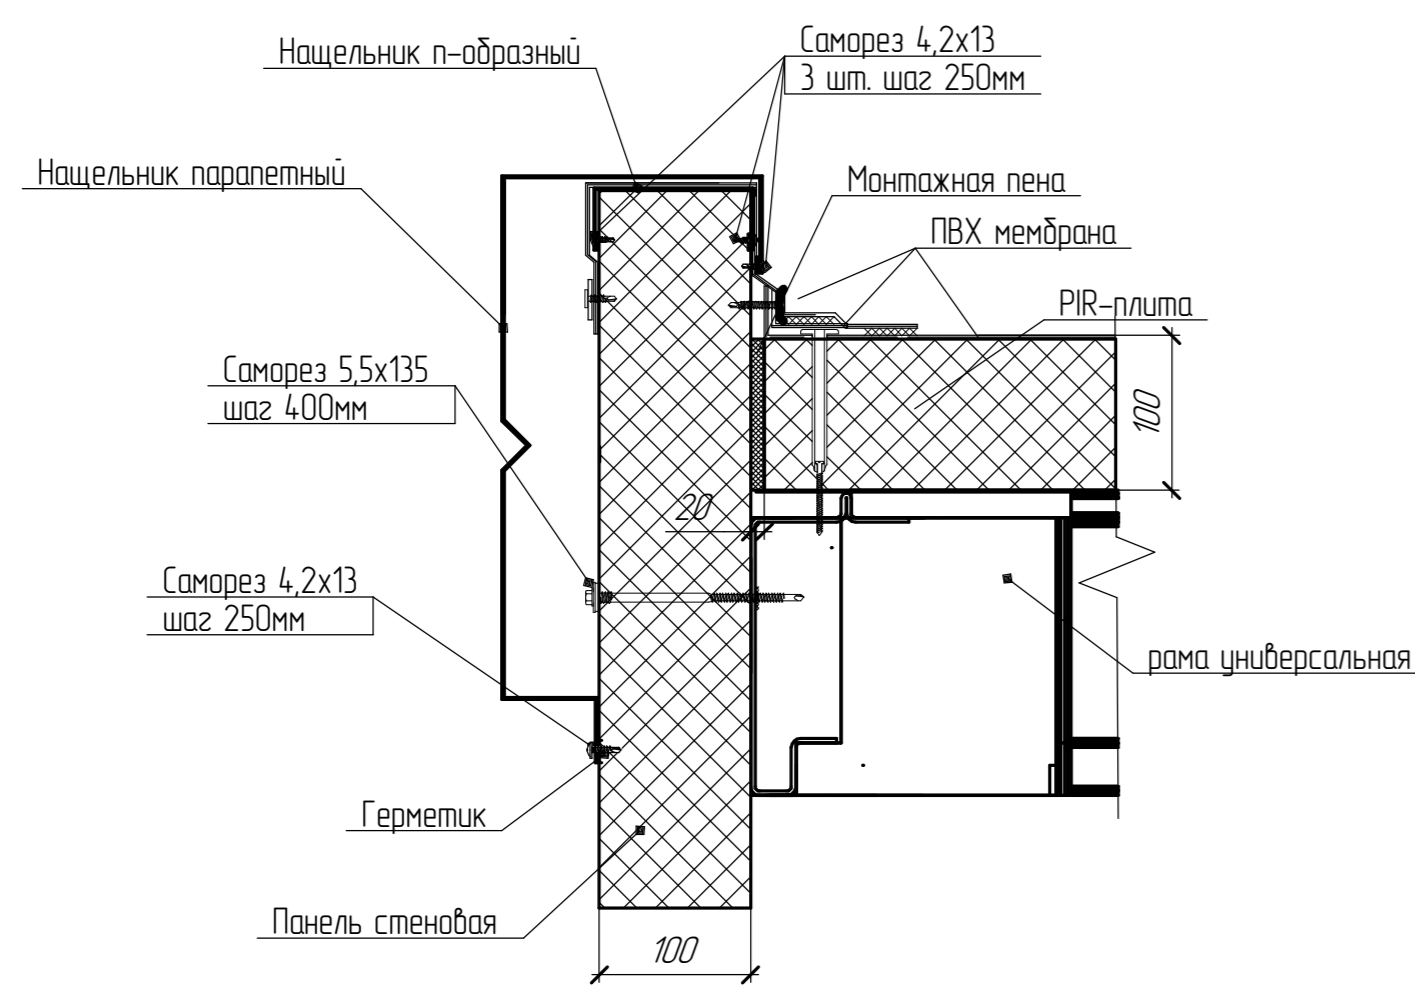 Нащельник п-образный
Саморез 4,2х13
3 шт. шаг 250мм
Нащельник парапетный
Монтажная пена
ПВХ мембрана
PIR-плита
Саморез 5,5х135
шаг 400мм
100
20
Саморез 4,2х13
шаг 250мм
рама универсальная
Герметик
Панель стеновая
100